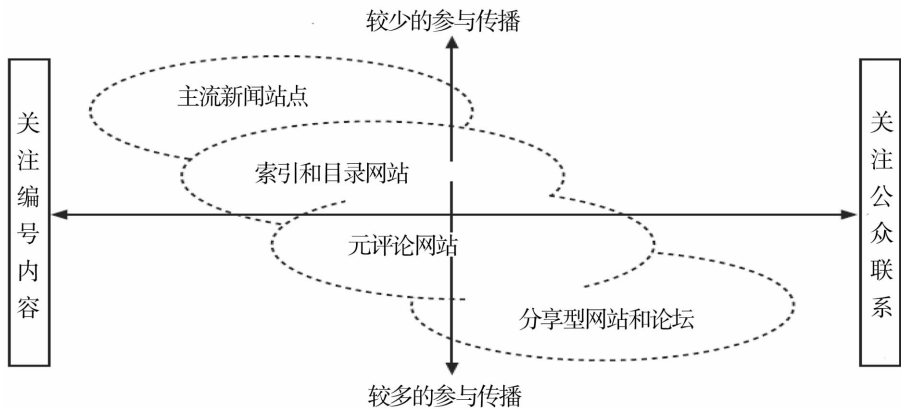 较少的参与传播
主流新闻站点
关注编号内容
关注公众联系
索引和目录网站
元评论网站
分享型网站和论坛
较多的参与传播